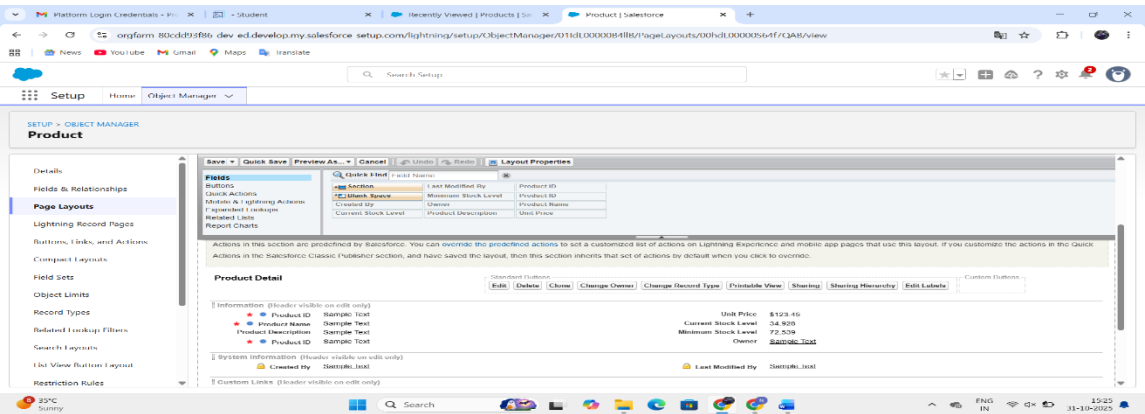 Platform Login Credentials - Pr
- Student
Recently Viewed | Products | Sal
Product | Salesforce
orgfarm-80cdd93f86-dev-ed.develop.my.salesforce-setup.com/lightning/setup/ObjectManager/01IdL00000B4llB/PageLayouts/00hdL00000S64f/QAB/view
News YouTube Gmail Maps Translate
Search Setup
Setup Home Object Manager
SETUP > OBJECT MANAGER
Product
Details
Fields & Relationships
Page Layouts
Lightning Record Pages
Buttons, Links, and Actions
Compact Layouts
Field Sets
Object Limits
Record Types
Related Lookup Filters
Search Layouts
List View Button Layout
Restriction Rules
Save Quick Save Preview As... Cancel Undo Redo Layout Properties
Fields
Buttons
Quick Actions
Mobile & Lightning Actions
Expanded Lookups
Related Lists
Report Charts
Quick Find Field Name
Section Last Modified By Product ID
Blank Space Minimum Stock Level Product ID
Created By Owner Product Name
Current Stock Level Product Description Unit Price
Actions in this section are predefined by Salesforce. You can override the predefined actions to set a customized list of actions on Lightning Experience and mobile app pages that use this layout. If you customize the actions in the Quick
Actions in the Salesforce Classic Publisher section, and have saved the layout, then this section inherits that set of actions by default when you click to override.
Product Detail
Standard Buttons
Edit Delete Clone Change Owner Change Record Type Printable View Sharing Sharing Hierarchy Edit Labels
Custom Buttons
Information (Header visible on edit only)
Product ID Sample Text Unit Price $123.45
Product Name Sample Text Current Stock Level 34,928
Product Description Sample Text Minimum Stock Level 72,539
Product ID Sample Text Owner Sample Text
System Information (Header visible on edit only)
Created By Sample Text Last Modified By Sample Text
Custom Links (Header visible on edit only)
35°C
Sunny
Search
ENG
IN
15:25
31-10-2025